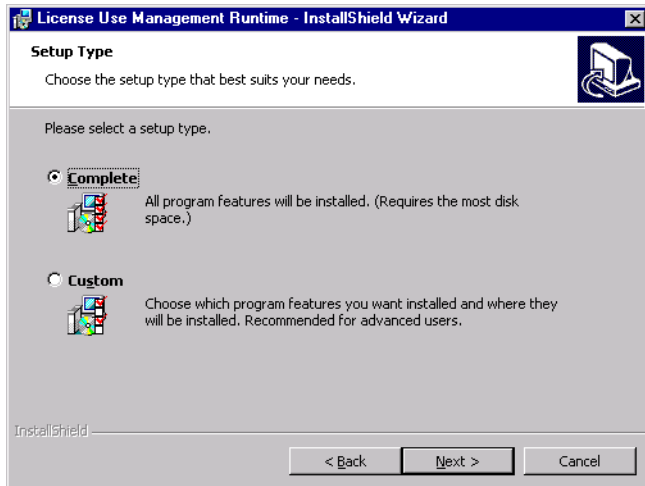 License Use Management Runtime - InstallShield Wizard
Setup Type
Choose the setup type that best suits your needs.
Please select a setup type.
Complete
All program features will be installed. (Requires the most disk
space.)
Custom
Choose which program features you want installed and where they
will be installed. Recommended for advanced users.
InstallShield
< Back Next > Cancel